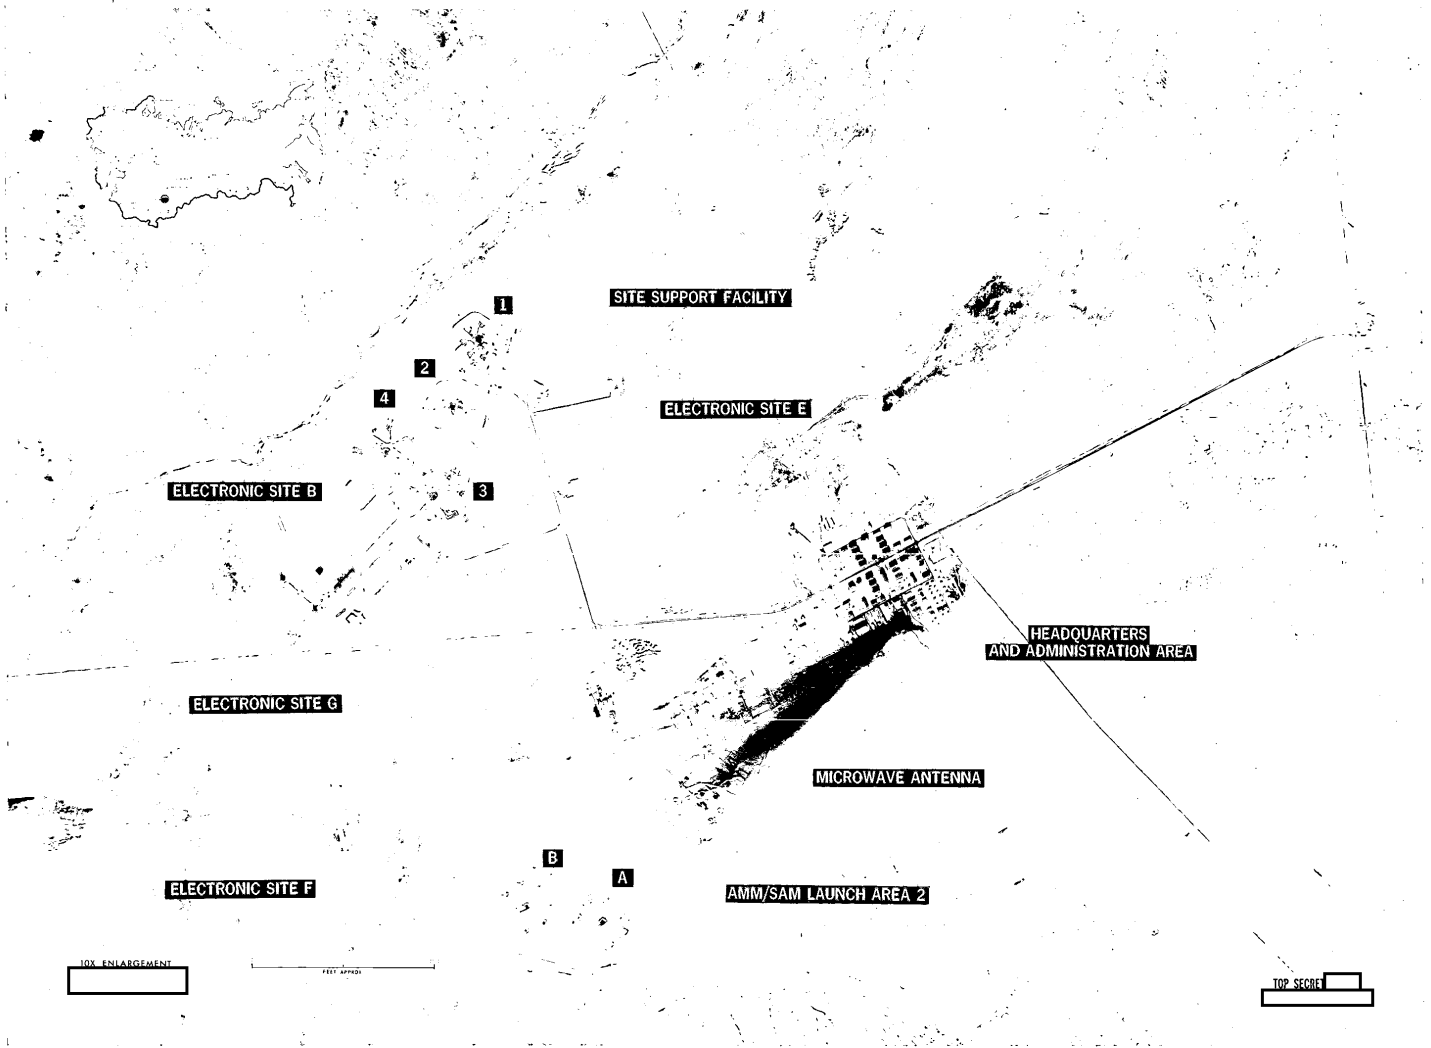 1
SITE SUPPORT FACILITY
2
4
ELECTRONIC SITE E
ELECTRONIC SITE B
3
HEADQUARTERS
AND ADMINISTRATION AREA
ELECTRONIC SITE G
MICROWAVE ANTENNA
B
A
ELECTRONIC SITE F
AMM/SAM LAUNCH AREA 2
10X ENLARGEMENT
FEET APPROX
TOP SECRET